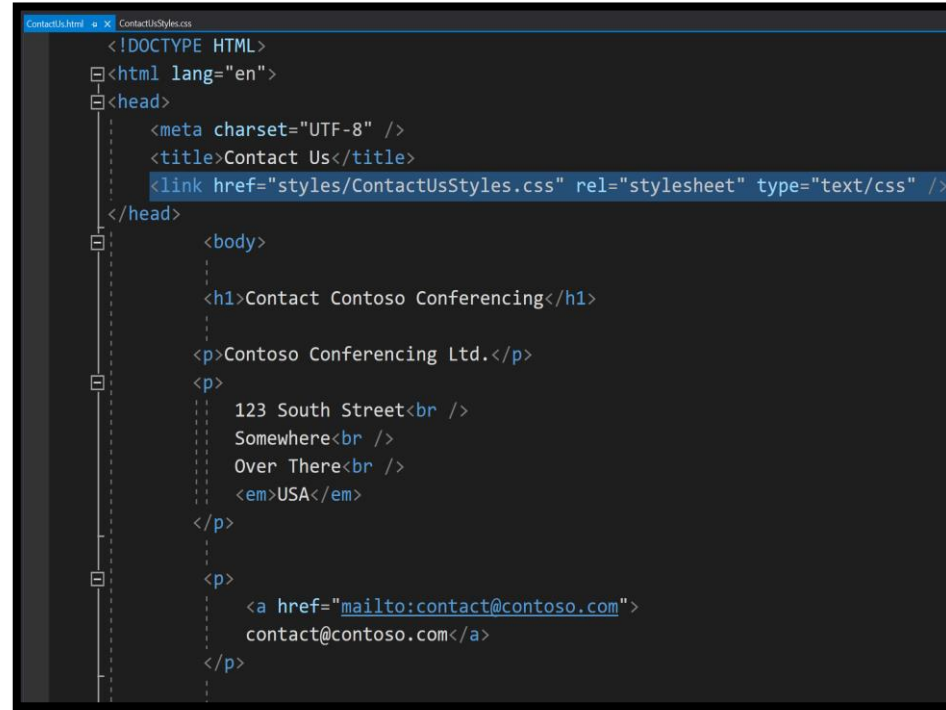 ContactUs.html ContactUsStyles.css
<!DOCTYPE HTML>
<html lang="en">
<head>
<meta charset="UTF-8" />
<title>Contact Us</title>
<link href="styles/ContactUsStyles.css" rel="stylesheet" type="text/css" />
</head>
<body>
<h1>Contact Contoso Conferencing</h1>
<p>Contoso Conferencing Ltd.</p>
<p>
123 South Street<br />
Somewhere<br />
Over There<br />
<em>USA</em>
</p>
<p>
<a href="mailto:contact@contoso.com">
contact@contoso.com</a>
</p>